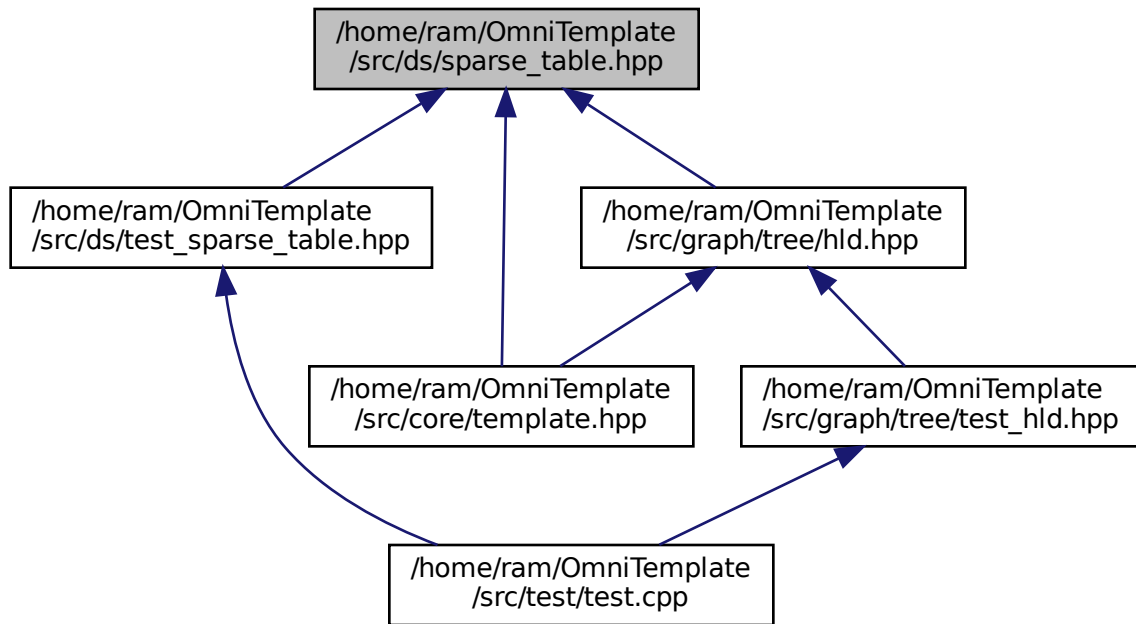 /home/ram/OmniTemplate
/src/ds/sparse_table.hpp
/home/ram/OmniTemplate
/src/ds/test_sparse_table.hpp
/home/ram/OmniTemplate
/src/graph/tree/hld.hpp
/home/ram/OmniTemplate
/src/core/template.hpp
/home/ram/OmniTemplate
/src/graph/tree/test_hld.hpp
/home/ram/OmniTemplate
/src/test/test.cpp